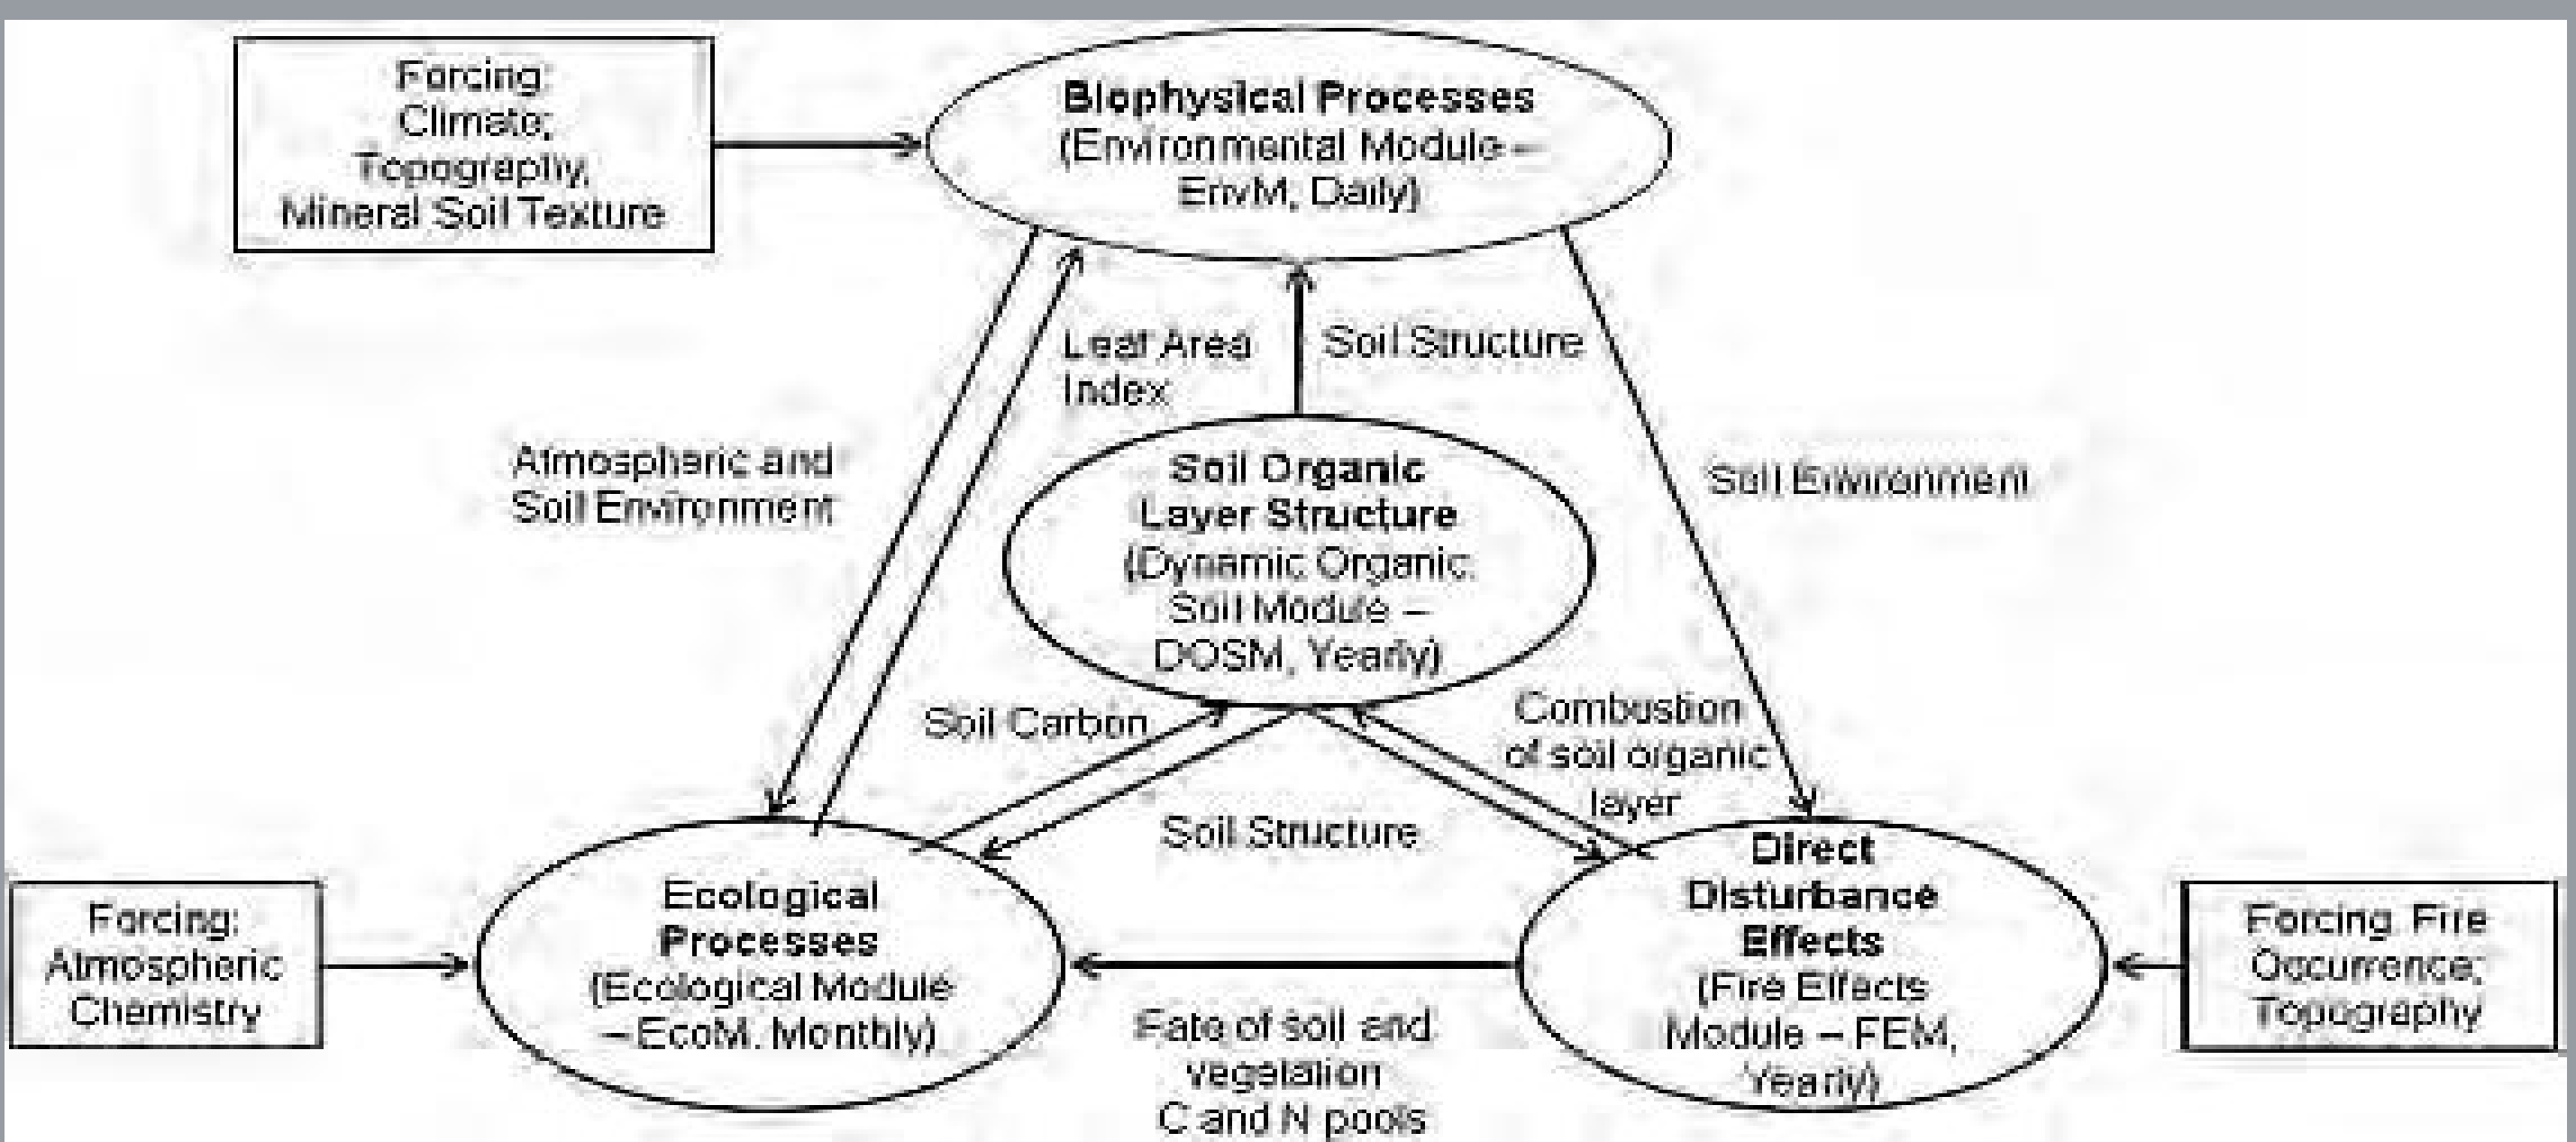 Forcing:
Climate;
Topography,
Mineral Soil Texture
Biophysical Processes
(Environmental Module –
EnvM, Daily)
Leaf Area
Index
Soil Structure
Atmospheric and
Soil Environment
Soil Environment
Soil Organic
Layer Structure
(Dynamic Organic
Soil Module –
DOSM, Yearly)
Soil Carbon
Combustion
of soil organic
layer
Soil Structure
Forcing:
Atmospheric
Chemistry
Ecological
Processes
(Ecological Module
–EcoM, Monthly)
Fate of soil and
vegetation
C and N pools
Direct
Disturbance
Effects
(Fire Effects
Module – FEM,
Yearly)
Forcing: Fire
Occurrence;
Topography